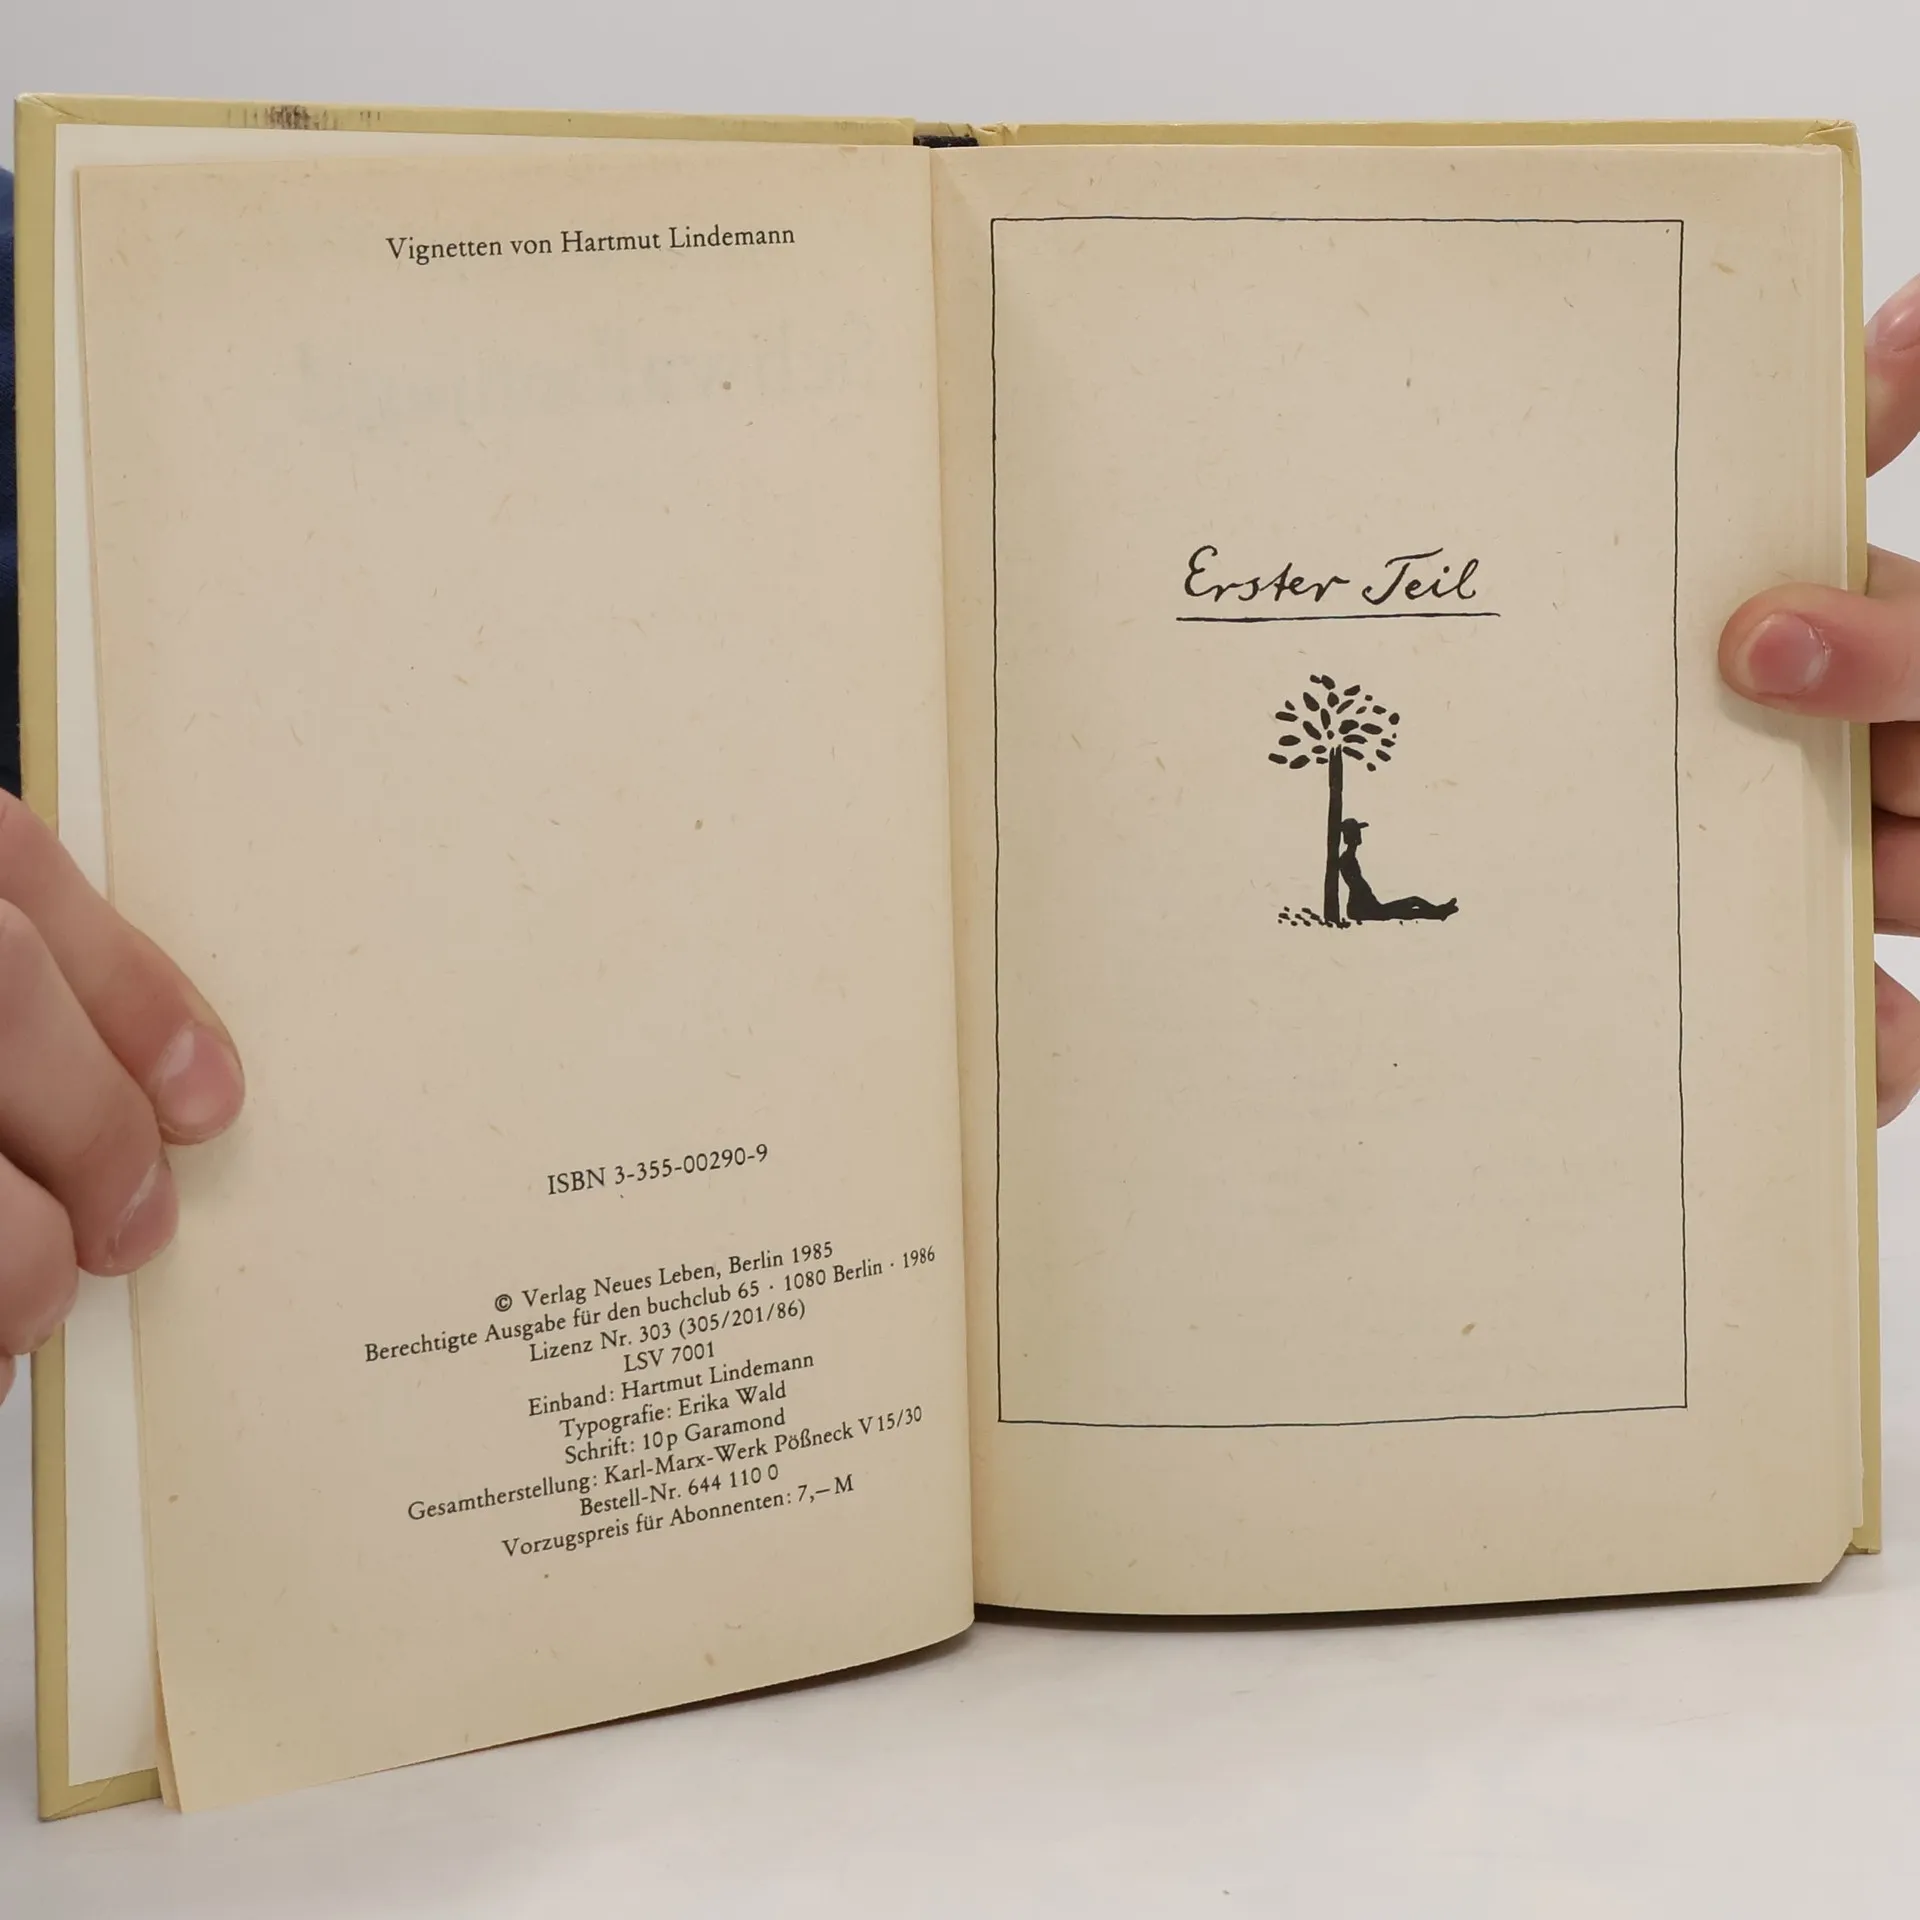 Vignetten von Hartmut Lindemann
ISBN 3-355-00290-9
© Verlag Neues Leben, Berlin 1985
Berechtigte Ausgabe für den buchclub 65 · 1080 Berlin · 1986
Lizenz Nr. 303 (305/201/86)
LSV 7001
Einband: Hartmut Lindemann
Typografie: Erika Wald
Schrift: 10p Garamond
Gesamtherstellung: Karl-Marx-Werk Pößneck V 15/30
Bestell-Nr. 644 110 0
Vorzugspreis für Abonnenten: 7,– M
Erster Teil